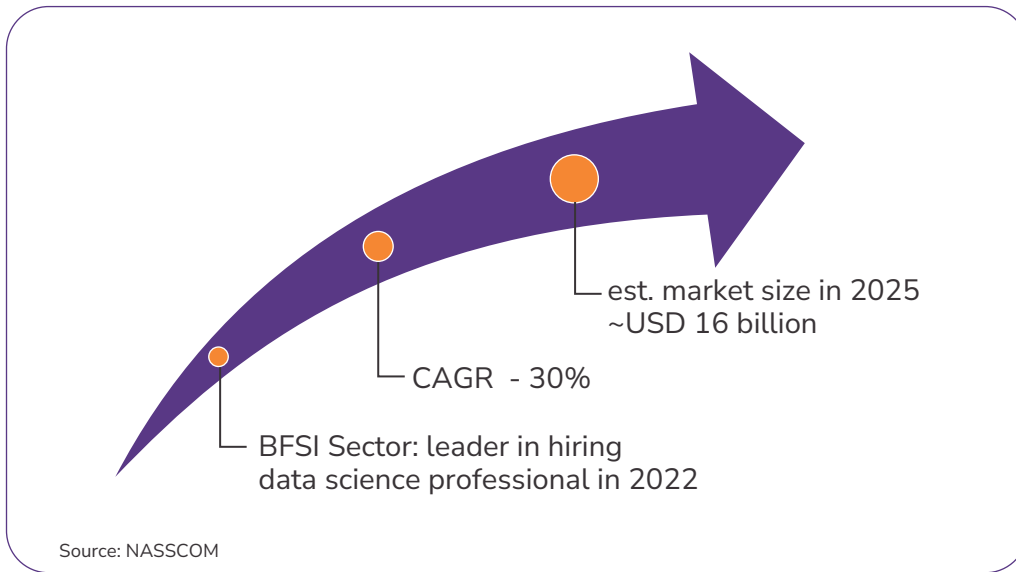 est. market size in 2025
~USD 16 billion
CAGR  - 30%
BFSI Sector: leader in hiring
data science professional in 2022
Source: NASSCOM